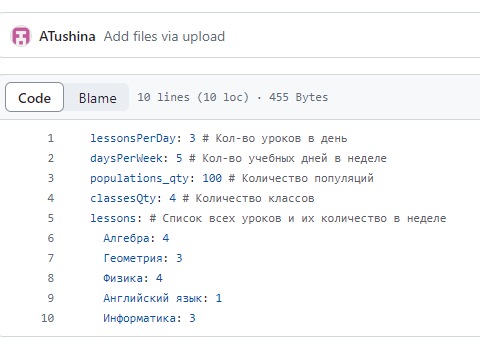 ATushina Add files via upload
Code Blame 10 lines (10 loc) · 455 Bytes
1 lessonsPerDay: 3 # Кол-во уроков в день
2 daysPerWeek: 5 # Кол-во учебных дней в неделе
3 populations_qty: 100 # Количество популяций
4 classesQty: 4 # Количество классов
5 lessons: # Список всех уроков и их количество в неделе
6 Алгебра: 4
7 Геометрия: 3
8 Физика: 4
9 Английский язык: 1
10 Информатика: 3